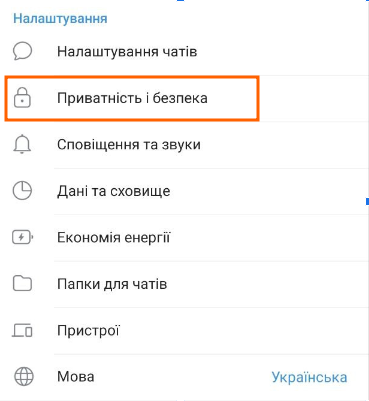 Налаштування
Налаштування чатів
Приватність і безпека
Сповіщення та звуки
Дані та сховище
Економія енергії
Папки для чатів
Пристрої
Мова Українська